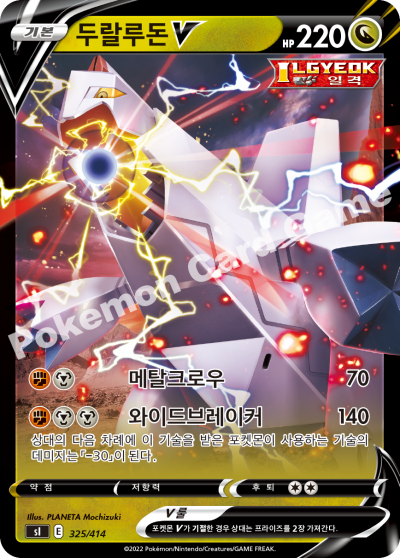 기본 두랄루돈 V HP 220
ILGYEOK
일격
Pokémon Card Game
메탈크로우 70
와이드브레이커 140
상대의 다음 차례에 이 기술을 받은 포켓몬이 사용하는 기술의
데미지는 「-30」이 된다.
약점 저항력 후퇴
Illus. PLANETA Mochizuki
V 룰
포켓몬 V가 기절한 경우 상대는 프라이즈를 2장 가져간다.
sI E 325/414
©2022 Pokémon/Nintendo/Creatures/GAME FREAK.